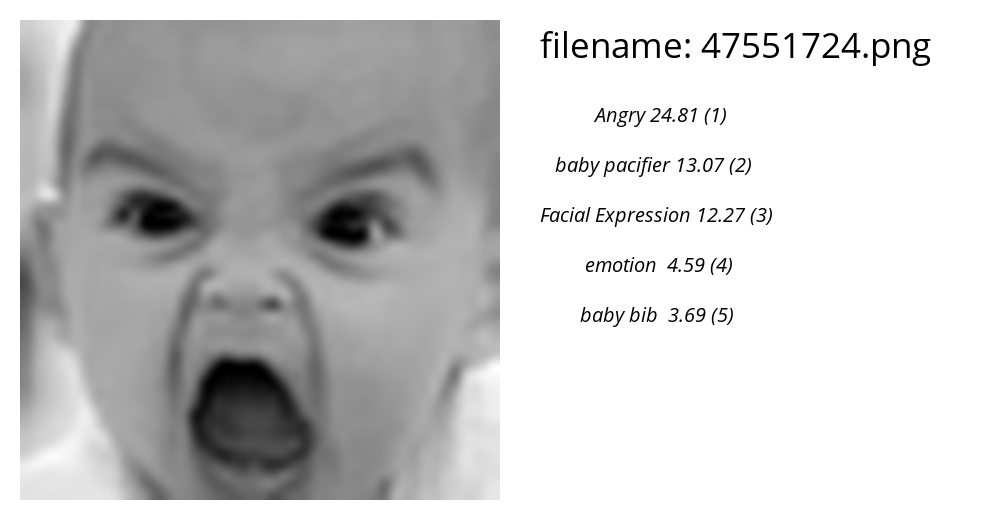 filename: 47551724.png
Angry 24.81 (1)
baby pacifier 13.07 (2)
Facial Expression 12.27 (3)
emotion  4.59 (4)
baby bib  3.69 (5)